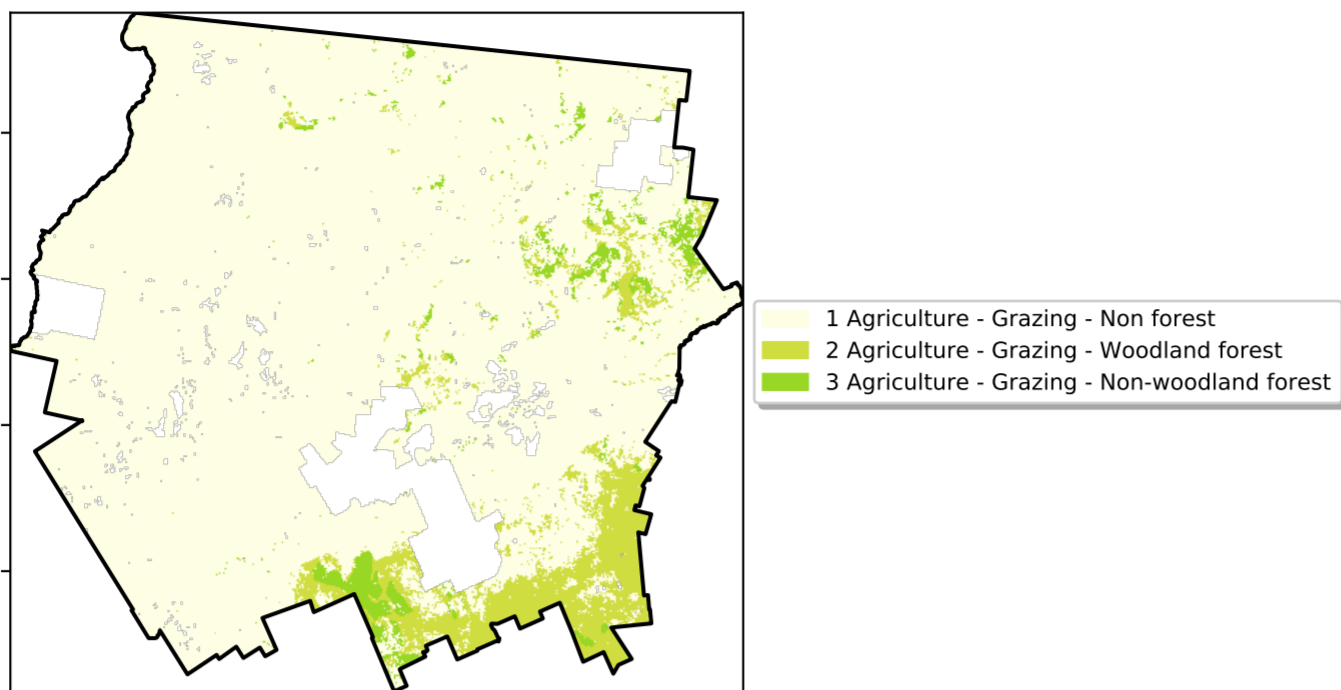 1 Agriculture - Grazing - Non forest
2 Agriculture - Grazing - Woodland forest
3 Agriculture - Grazing - Non-woodland forest